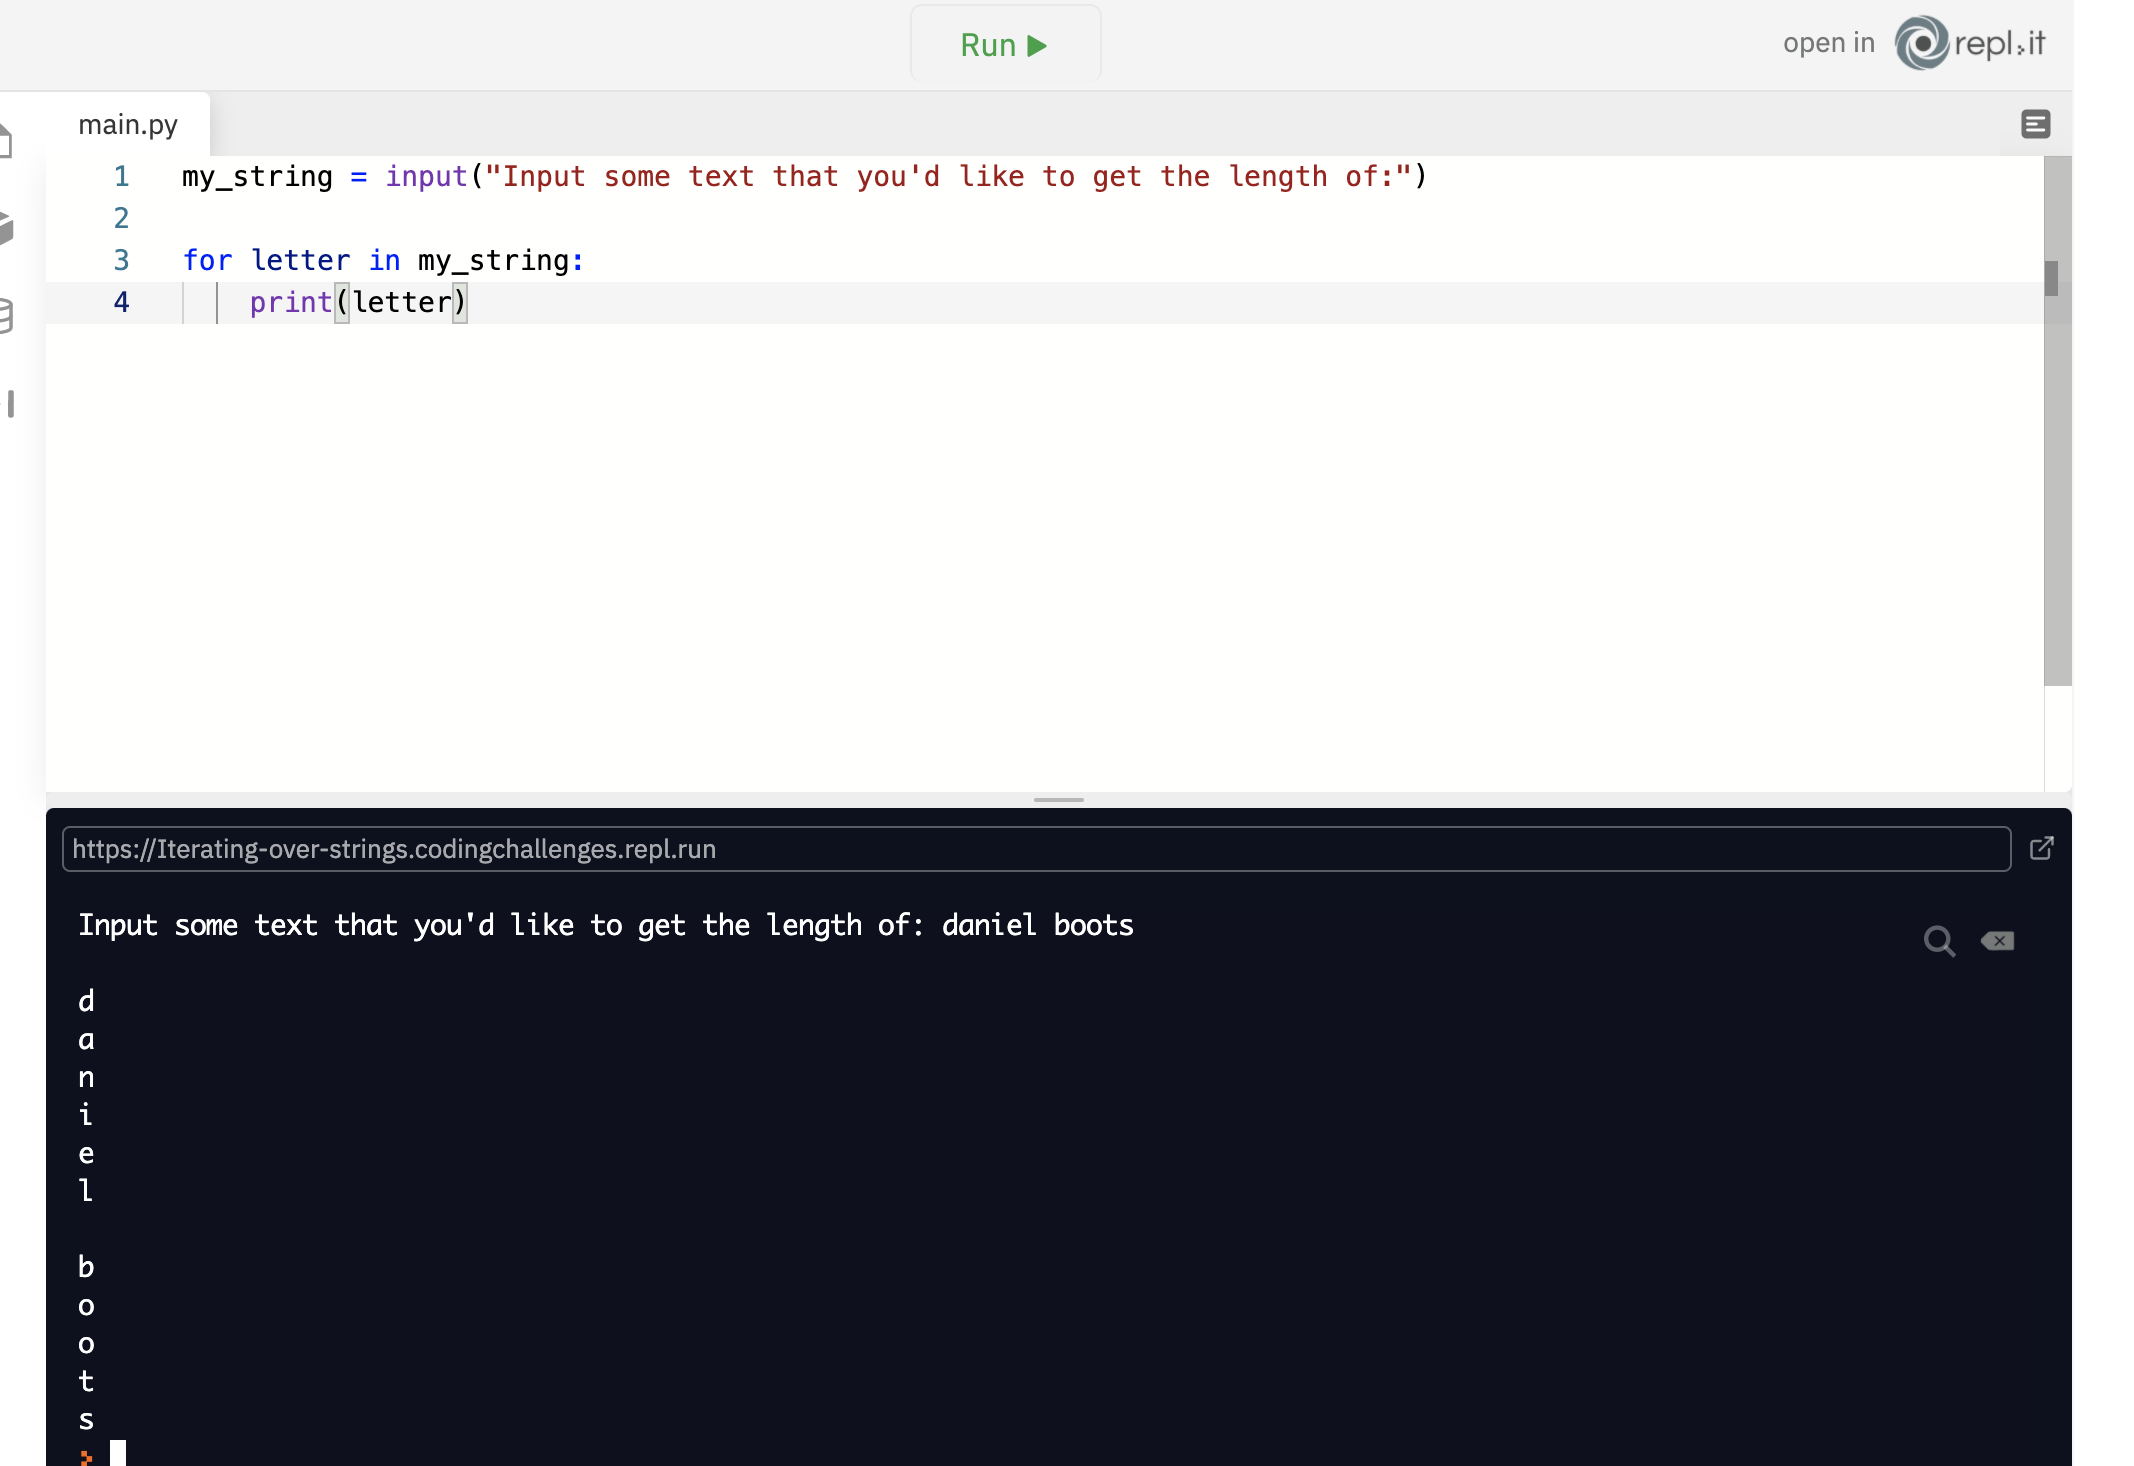 Run
open in repl.it
main.py
1 my_string = input("Input some text that you'd like to get the length of:")
2
3 for letter in my_string:
4 print(letter)
https://Iterating-over-strings.codingchallenges.repl.run
Input some text that you'd like to get the length of: daniel boots
d
a
n
i
e
l
b
o
o
t
s
>